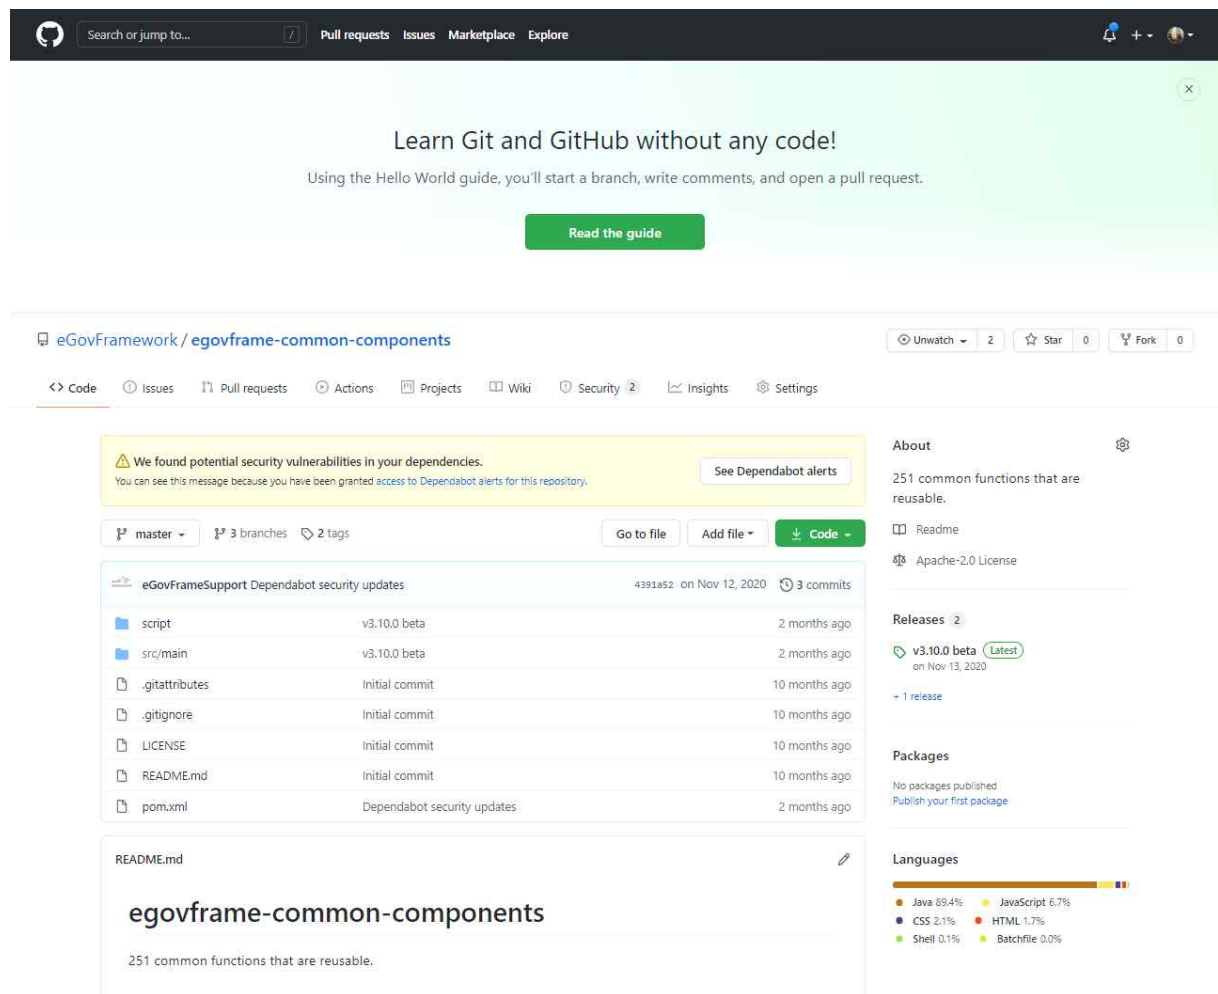 Search or jump to... /
Pull requests Issues Marketplace Explore
Learn Git and GitHub without any code!
Using the Hello World guide, you'll start a branch, write comments, and open a pull request.
Read the guide
eGovFramework / egovframe-common-components
Unwatch 2 Star 0 Fork 0
Code Issues Pull requests Actions Projects Wiki Security 2 Insights Settings
We found potential security vulnerabilities in your dependencies.
You can see this message because you have been granted access to Dependabot alerts for this repository.
See Dependabot alerts
master 3 branches 2 tags
Go to file Add file Code
eGovFrameSupport Dependabot security updates 4391a52 on Nov 12, 2020 3 commits
script v3.10.0 beta 2 months ago
src/main v3.10.0 beta 2 months ago
.gitattributes Initial commit 10 months ago
.gitignore Initial commit 10 months ago
LICENSE Initial commit 10 months ago
README.md Initial commit 10 months ago
pom.xml Dependabot security updates 2 months ago
README.md
egovframe-common-components
251 common functions that are reusable.
About
251 common functions that are
reusable.
Readme
Apache-2.0 License
Releases 2
v3.10.0 beta Latest
on Nov 13, 2020
+ 1 release
Packages
No packages published
Publish your first package
Languages
Java 89.4% JavaScript 6.7%
CSS 2.1% HTML 1.7%
Shell 0.1% Batchfile 0.0%